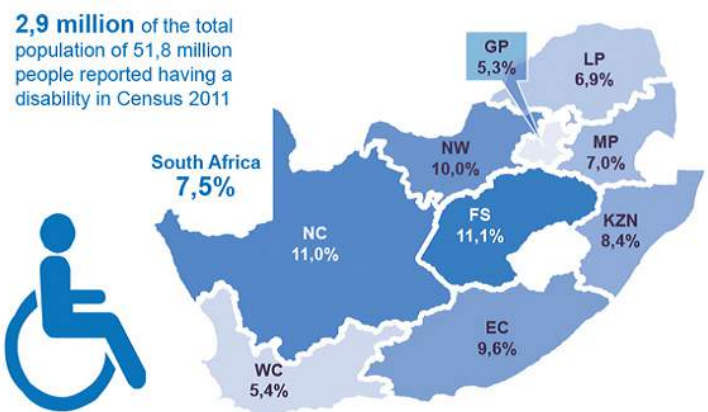 2,9 million of the total
population of 51,8 million
people reported having a
disability in Census 2011
South Africa
7,5%
GP
5,3%
LP
6,9%
NW
10,0%
MP
7,0%
NC
11,0%
FS
11,1%
KZN
8,4%
EC
9,6%
WC
5,4%